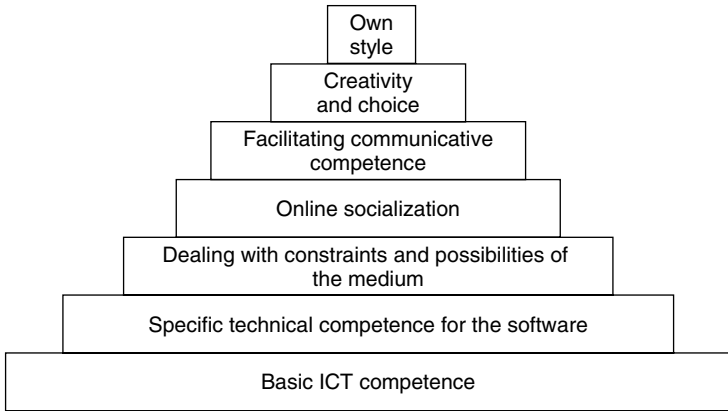 Own
style
Creativity
and choice
Facilitating communicative
competence
Online socialization
Dealing with constraints and possibilities of
the medium
Specific technical competence for the software
Basic ICT competence